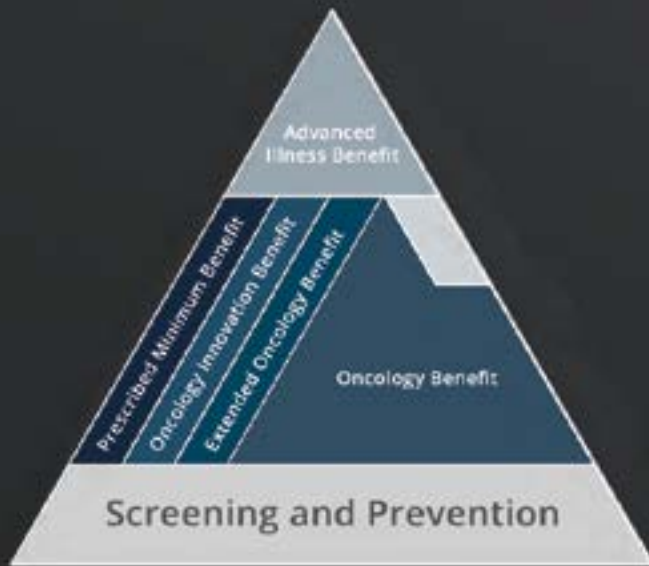 Advanced
Illness Benefit
Prescribed Minimum Benefit
Oncology Innovation Benefit
Extended Oncology Benefit
Oncology Benefit
Screening and Prevention